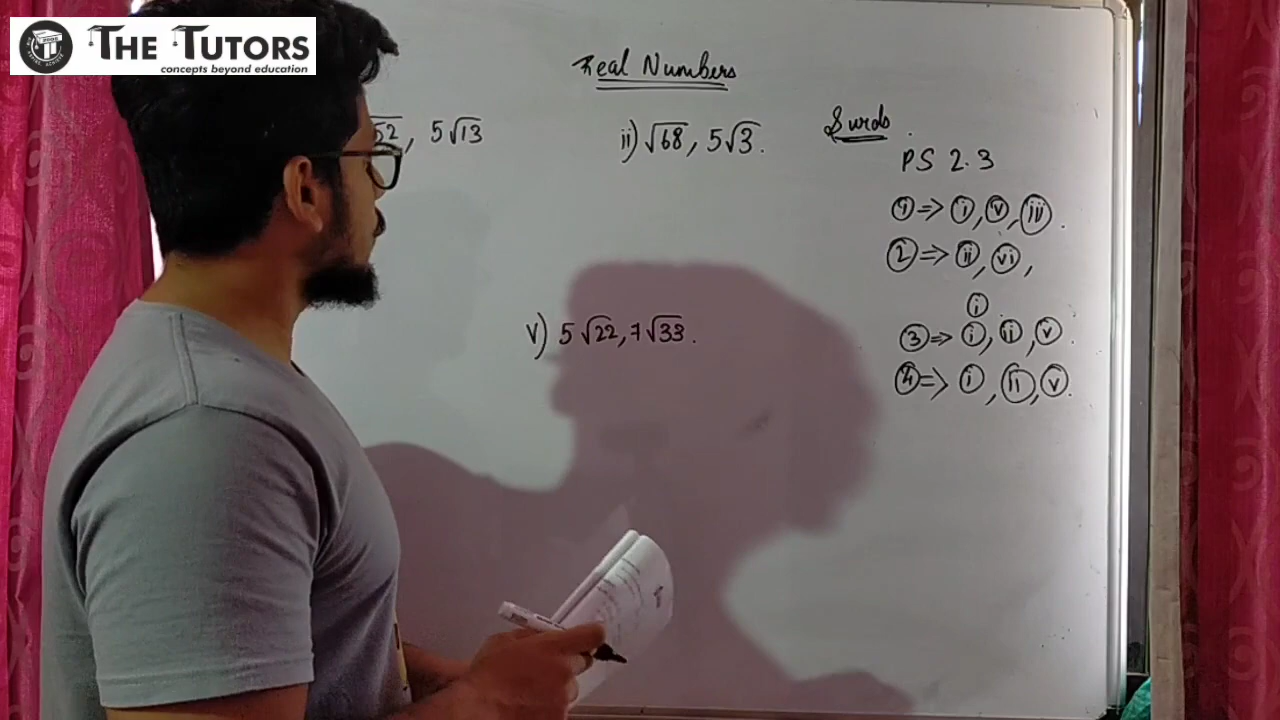 THE TUTORS
concepts beyond education
Real Numbers
√52, 5√13
ii) √68, 5√3.
Surds.
PS 2.3
① => ⓘ, ⓥ, ⓘⓘⓘ.
② => ⓘⓘ, ⓥⓘ,
ⓘ
③ => ⓘ, ⓘⓘ, ⓥ.
④ => ⓘ, ⓘⓘ, ⓥ.
v) 5√22, 7√33.